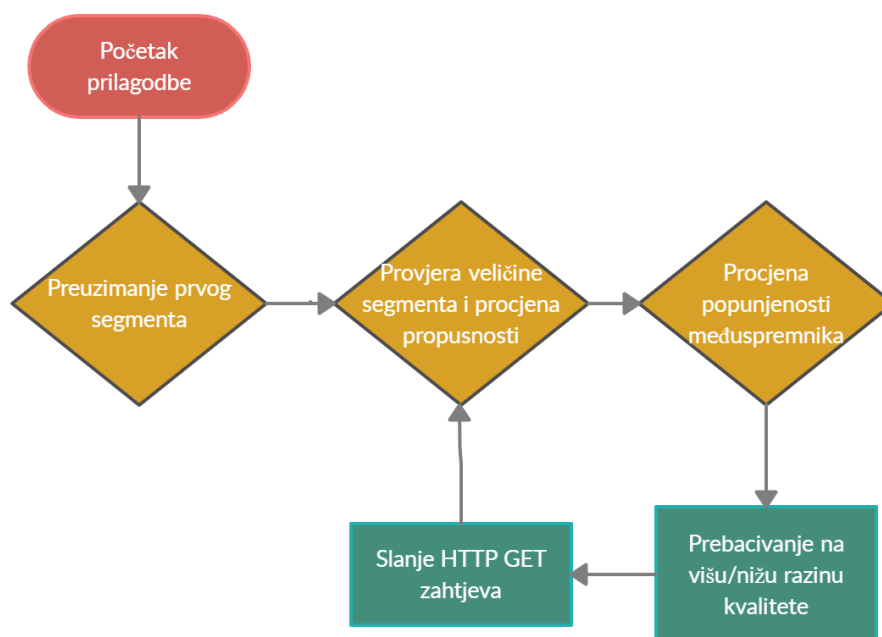 Početak
prilagodbe
Preuzimanje prvog
segmenta
Provjera veličine
segmenta i procjena
propusnosti
Procjena
popunjenosti
međuspremnika
Prebacivanje na
višu/nižu razinu
kvalitete
Slanje HTTP GET
zahtjeva